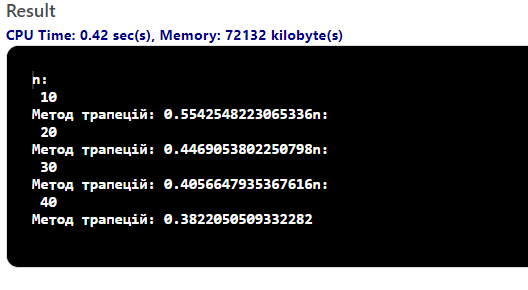 Result
CPU Time: 0.42 sec(s), Memory: 72132 kilobyte(s)
n:
10
Метод трапецій: 0.5542548223065336n:
20
Метод трапецій: 0.4469053802250798n:
30
Метод трапецій: 0.4056647935367616n:
40
Метод трапецій: 0.3822050509332282